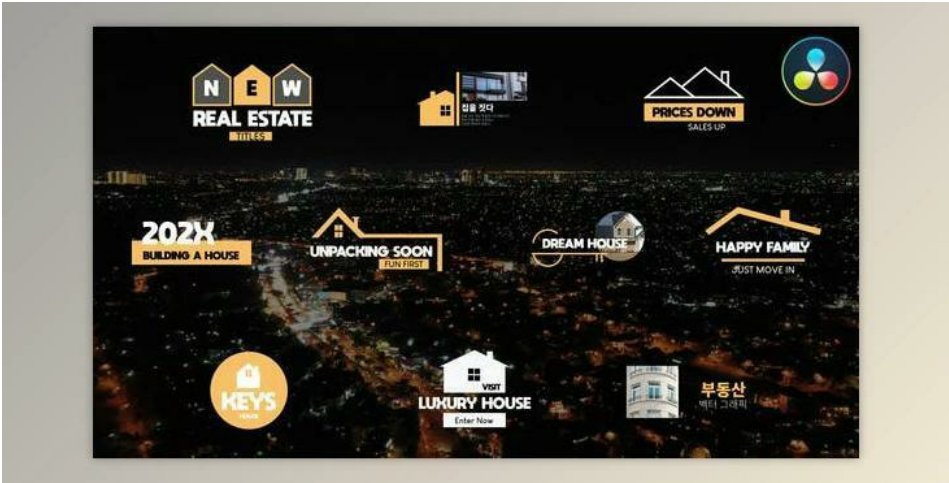 NEW
REAL ESTATE
TITLES
집을 짓다
PRICES DOWN
SALES UP
202X
BUILDING A HOUSE
UNPACKING SOON
FUN FIRST
DREAM HOUSE
HAPPY FAMILY
JUST MOVE IN
KEYS
VISIT
LUXURY HOUSE
Enter Now
부동산
벡터 그래픽